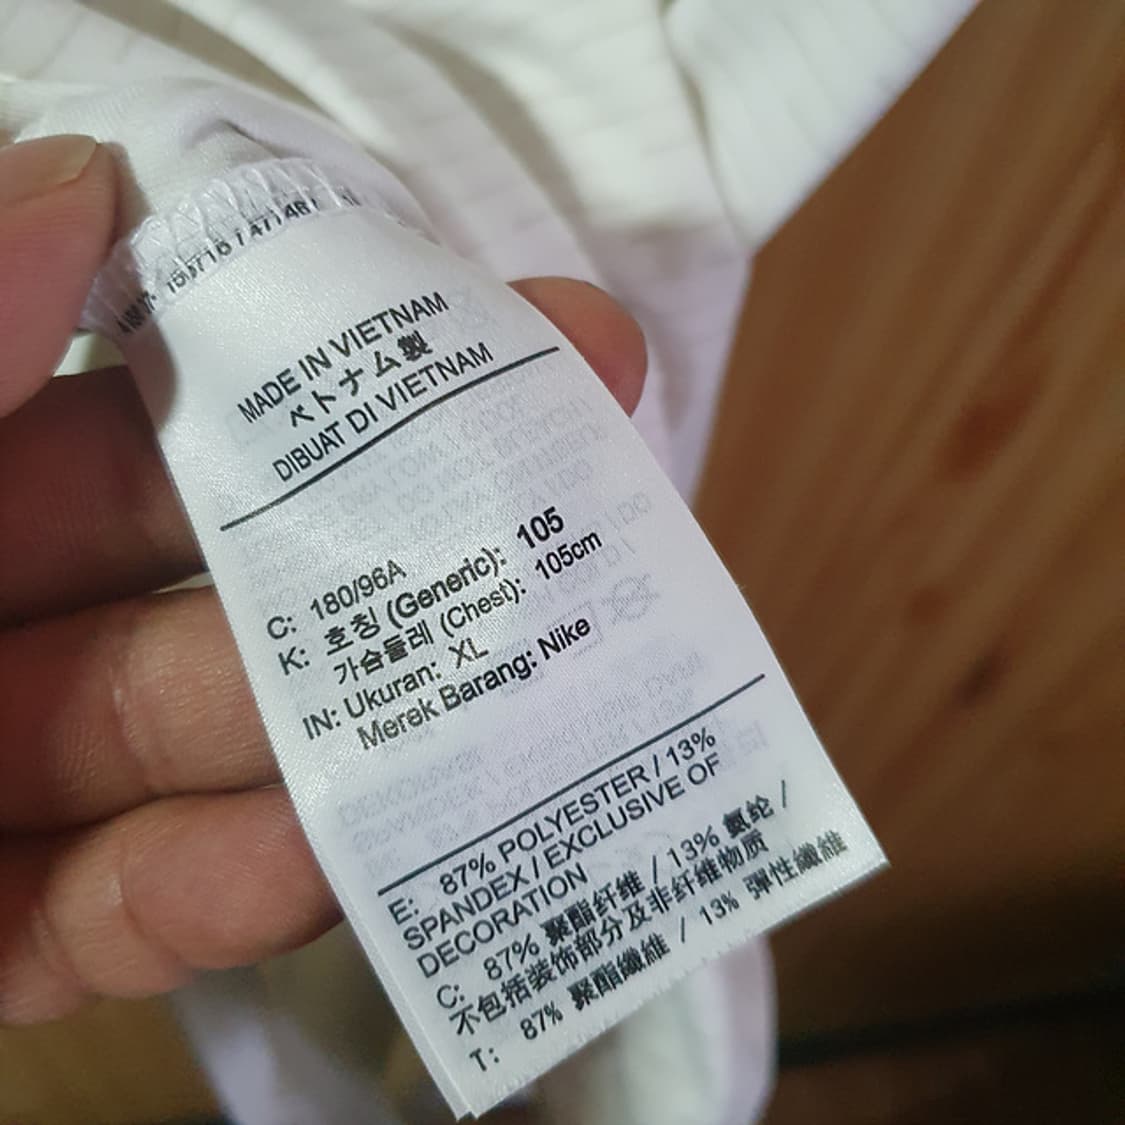 MADE IN VIETNAM
ベトナム製
DIBUAT DI VIETNAM
C: 180/96A
K: 호칭 (Generic): 105
가슴둘레 (Chest): 105cm
IN: Ukuran: XL
Merek Barang: Nike
E: 87% POLYESTER / 13%
SPANDEX / EXCLUSIVE OF
DECORATION
C: 87% 聚酯纤维 / 13% 氨纶 /
不包括装饰部分及非纤维物质
T: 87% 聚酯纖維 / 13% 彈性纖維